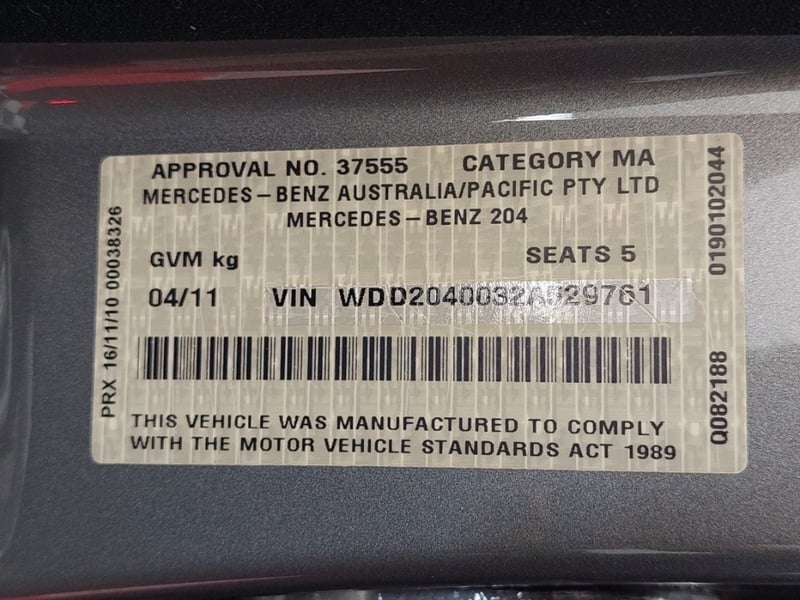 APPROVAL NO. 37555 CATEGORY MA
MERCEDES-BENZ AUSTRALIA/PACIFIC PTY LTD
MERCEDES-BENZ 204
GVM kg SEATS 5
04/11 VIN WDD2040032A529761
THIS VEHICLE WAS MANUFACTURED TO COMPLY
WITH THE MOTOR VEHICLE STANDARDS ACT 1989
PRX 16/11/10 00038326
0190102044
Q082188